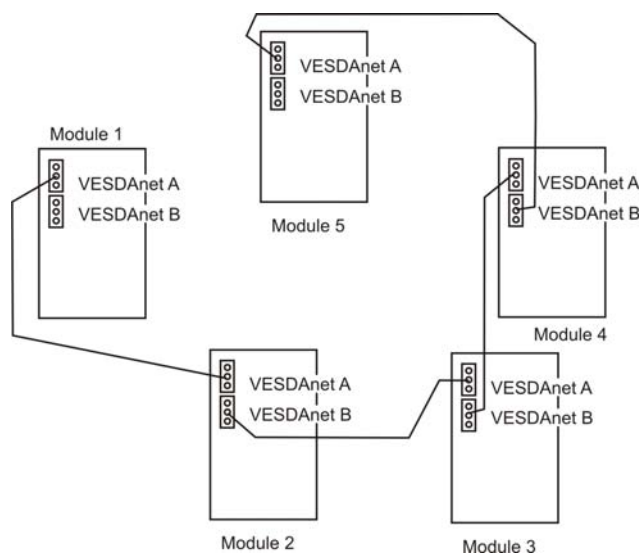 VESDAnet A
VESDAnet B
Module 5
Module 1
VESDAnet A
VESDAnet B
VESDAnet A
VESDAnet B
Module 4
VESDAnet A
VESDAnet B
Module 2
VESDAnet A
VESDAnet B
Module 3